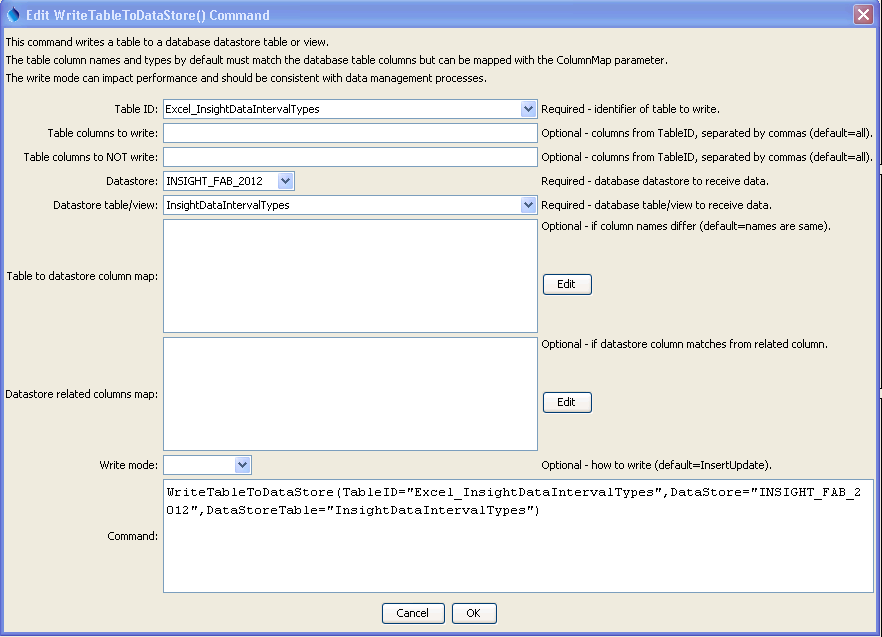 Edit WriteTableToDataStore() Command
This command writes a table to a database datastore table or view.
The table column names and types by default must match the database table columns but can be mapped with the ColumnMap parameter.
The write mode can impact performance and should be consistent with data management processes.
Table ID: Excel_InsightDataIntervalTypes Required - identifier of table to write.
Table columns to write: Optional - columns from TableID, separated by commas (default=all).
Table columns to NOT write: Optional - columns from TableID, separated by commas (default=all).
Datastore: INSIGHT_FAB_2012 Required - database datastore to receive data.
Datastore table/view: InsightDataIntervalTypes Required - database table/view to receive data.
Optional - if column names differ (default=names are same).
Table to datastore column map: Edit
Optional - if datastore column matches from related column.
Datastore related columns map: Edit
Write mode: Optional - how to write (default=InsertUpdate).
WriteTableToDataStore(TableID="Excel_InsightDataIntervalTypes",DataStore="INSIGHT_FAB_2
012",DataStoreTable="InsightDataIntervalTypes")
Command:
Cancel OK